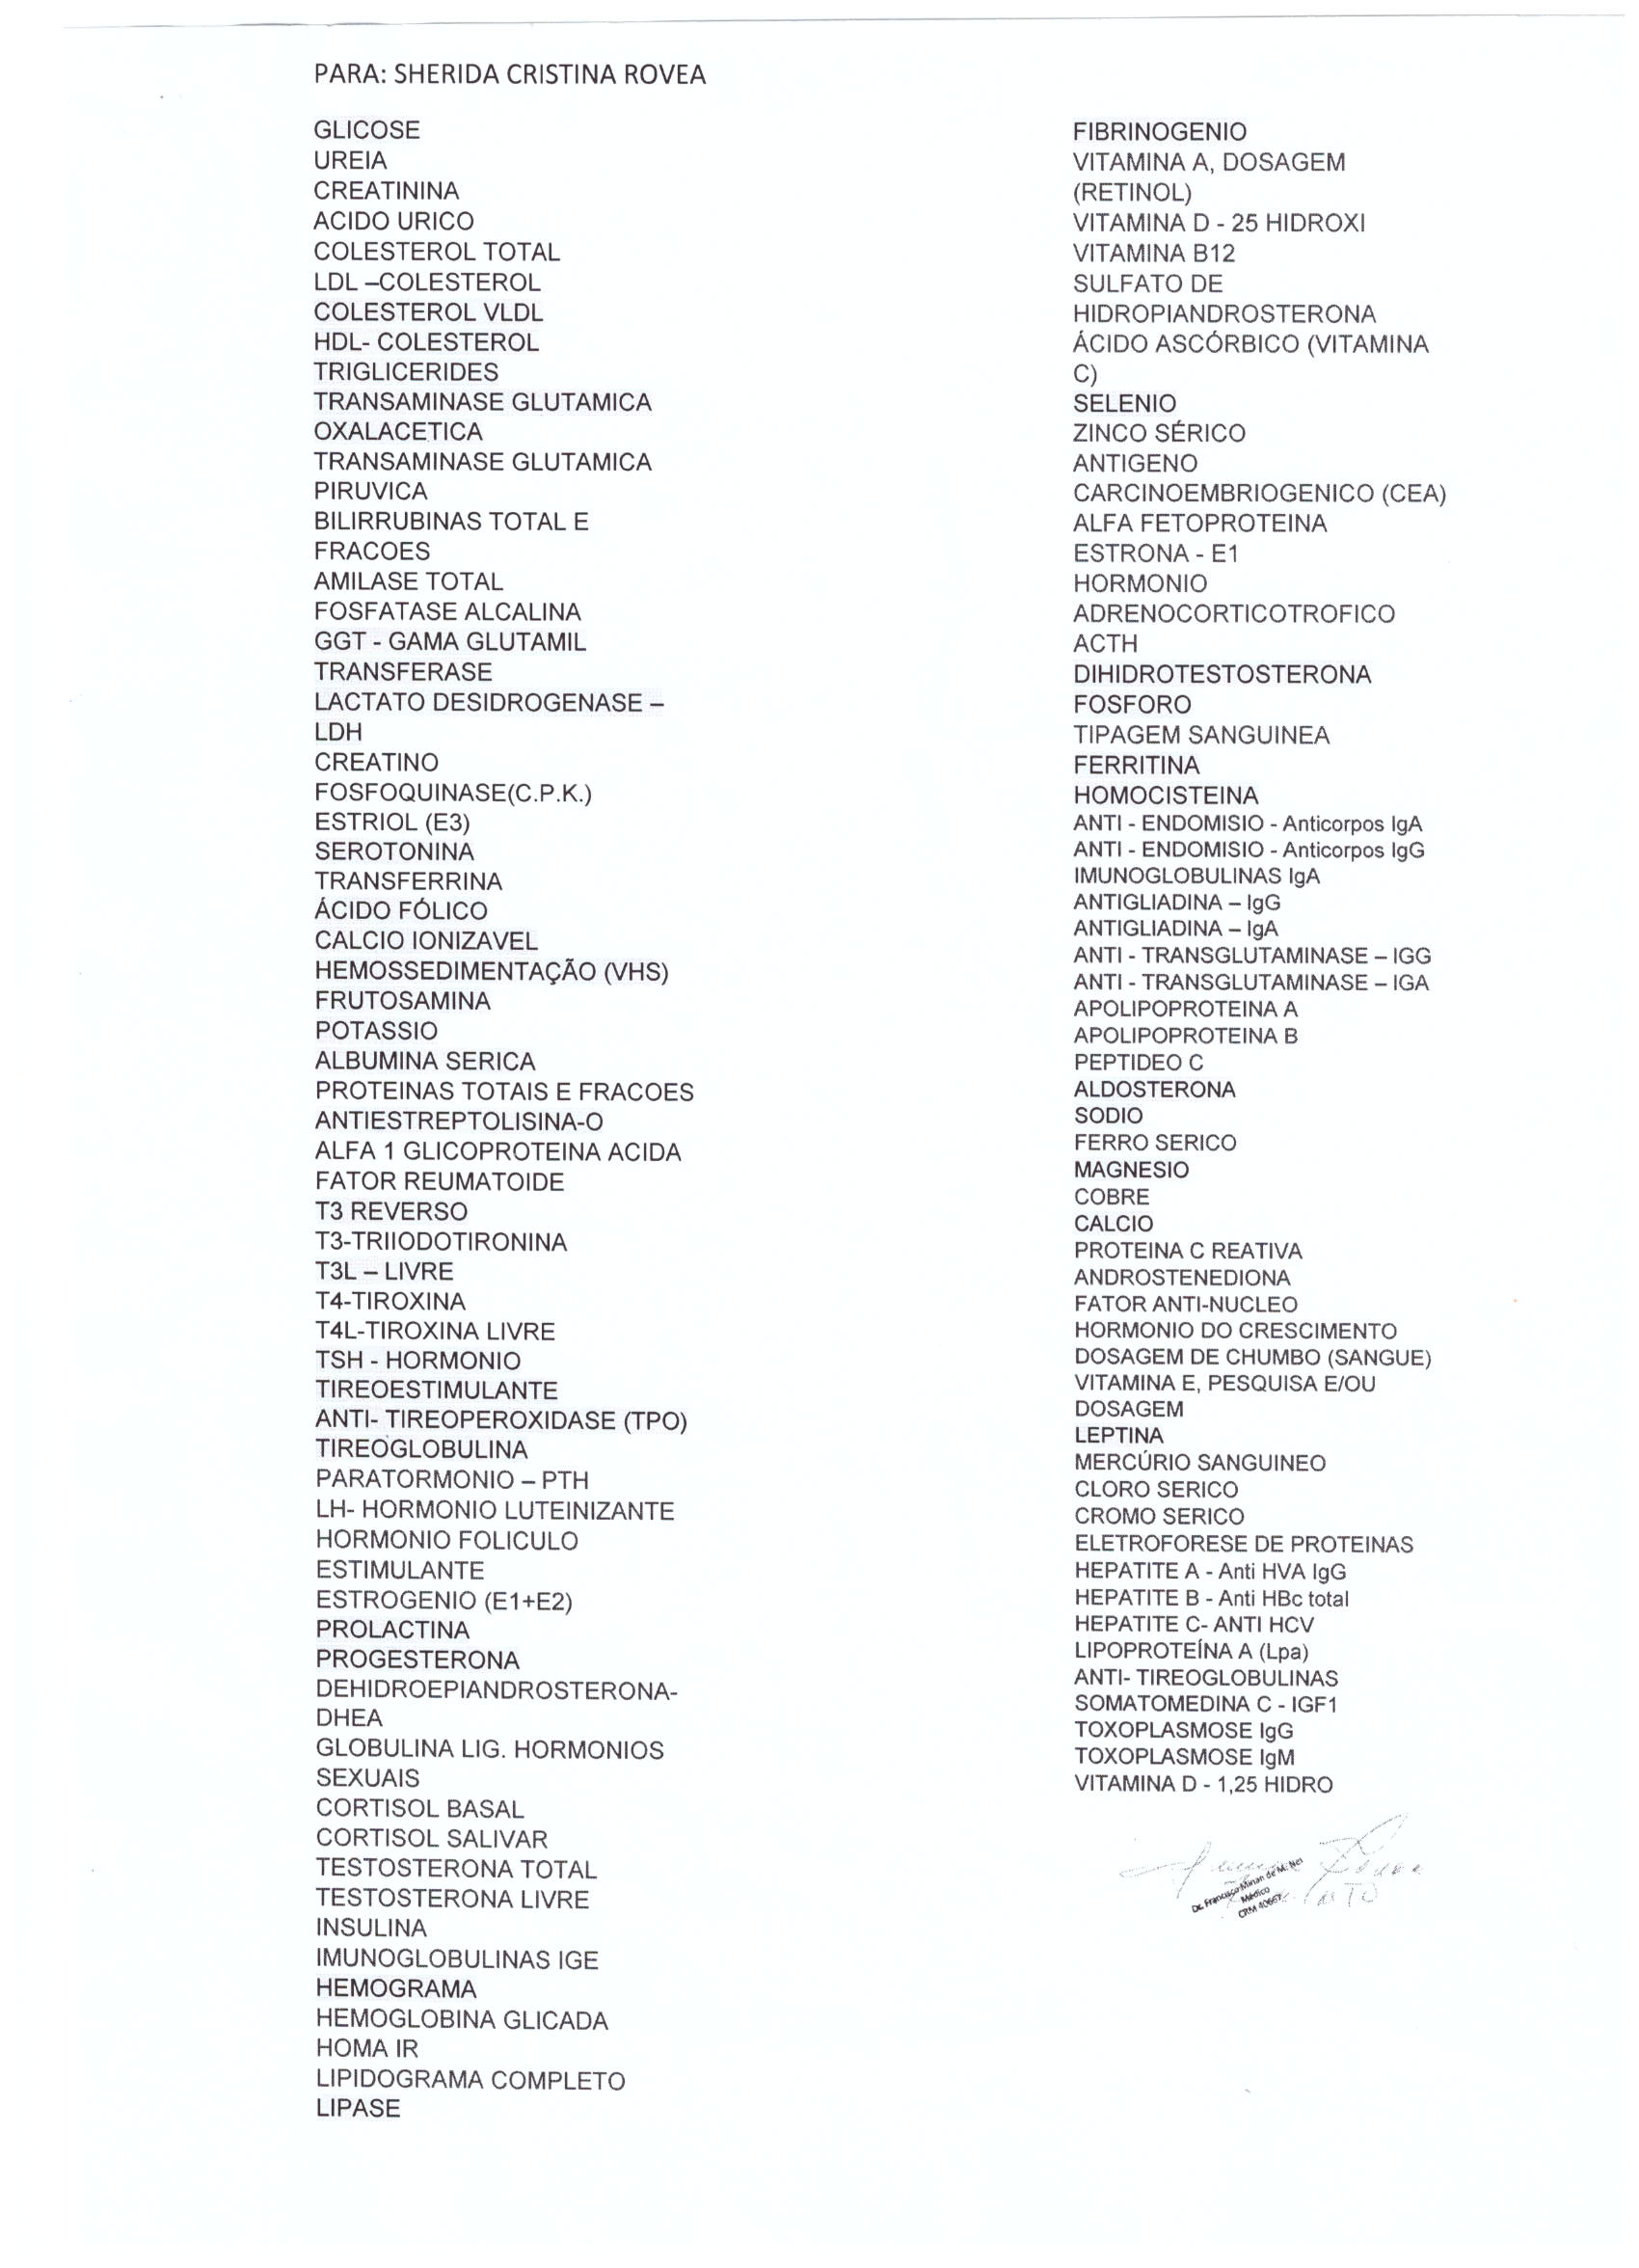 PARA: SHERIDA CRISTINA ROVEA
GLICOSE
UREIA
CREATININA
ACIDO URICO
COLESTEROL TOTAL
LDL –COLESTEROL
COLESTEROL VLDL
HDL- COLESTEROL
TRIGLICERIDES
TRANSAMINASE GLUTAMICA
OXALACETICA
TRANSAMINASE GLUTAMICA
PIRUVICA
BILIRRUBINAS TOTAL E
FRACOES
AMILASE TOTAL
FOSFATASE ALCALINA
GGT - GAMA GLUTAMIL
TRANSFERASE
LACTATO DESIDROGENASE –
LDH
CREATINO
FOSFOQUINASE(C.P.K.)
ESTRIOL (E3)
SEROTONINA
TRANSFERRINA
ÁCIDO FÓLICO
CALCIO IONIZAVEL
HEMOSSEDIMENTAÇÃO (VHS)
FRUTOSAMINA
POTASSIO
ALBUMINA SERICA
PROTEINAS TOTAIS E FRACOES
ANTIESTREPTOLISINA-O
ALFA 1 GLICOPROTEINA ACIDA
FATOR REUMATOIDE
T3 REVERSO
T3-TRIIODOTIRONINA
T3L – LIVRE
T4-TIROXINA
T4L-TIROXINA LIVRE
TSH - HORMONIO
TIREOESTIMULANTE
ANTI- TIREOPEROXIDASE (TPO)
TIREOGLOBULINA
PARATORMONIO – PTH
LH- HORMONIO LUTEINIZANTE
HORMONIO FOLICULO
ESTIMULANTE
ESTROGENIO (E1+E2)
PROLACTINA
PROGESTERONA
DEHIDROEPIANDROSTERONA-
DHEA
GLOBULINA LIG. HORMONIOS
SEXUAIS
CORTISOL BASAL
CORTISOL SALIVAR
TESTOSTERONA TOTAL
TESTOSTERONA LIVRE
INSULINA
IMUNOGLOBULINAS IGE
HEMOGRAMA
HEMOGLOBINA GLICADA
HOMA IR
LIPIDOGRAMA COMPLETO
LIPASE
FIBRINOGENIO
VITAMINA A, DOSAGEM
(RETINOL)
VITAMINA D - 25 HIDROXI
VITAMINA B12
SULFATO DE
HIDROPIANDROSTERONA
ÁCIDO ASCÓRBICO (VITAMINA
C)
SELENIO
ZINCO SÉRICO
ANTIGENO
CARCINOEMBRIOGENICO (CEA)
ALFA FETOPROTEINA
ESTRONA - E1
HORMONIO
ADRENOCORTICOTROFICO
ACTH
DIHIDROTESTOSTERONA
FOSFORO
TIPAGEM SANGUINEA
FERRITINA
HOMOCISTEINA
ANTI - ENDOMISIO - Anticorpos IgA
ANTI - ENDOMISIO - Anticorpos IgG
IMUNOGLOBULINAS IgA
ANTIGLIADINA – IgG
ANTIGLIADINA – IgA
ANTI - TRANSGLUTAMINASE – IGG
ANTI - TRANSGLUTAMINASE – IGA
APOLIPOPROTEINA A
APOLIPOPROTEINA B
PEPTIDEO C
ALDOSTERONA
SODIO
FERRO SERICO
MAGNESIO
COBRE
CALCIO
PROTEINA C REATIVA
ANDROSTENEDIONA
FATOR ANTI-NUCLEO
HORMONIO DO CRESCIMENTO
DOSAGEM DE CHUMBO (SANGUE)
VITAMINA E, PESQUISA E/OU
DOSAGEM
LEPTINA
MERCÚRIO SANGUINEO
CLORO SERICO
CROMO SERICO
ELETROFORESE DE PROTEINAS
HEPATITE A - Anti HVA IgG
HEPATITE B - Anti HBc total
HEPATITE C- ANTI HCV
LIPOPROTEÍNA A (Lpa)
ANTI- TIREOGLOBULINAS
SOMATOMEDINA C - IGF1
TOXOPLASMOSE IgG
TOXOPLASMOSE IgM
VITAMINA D - 1,25 HIDRO
Dr. Francisco de M. Net
Médico
CRM